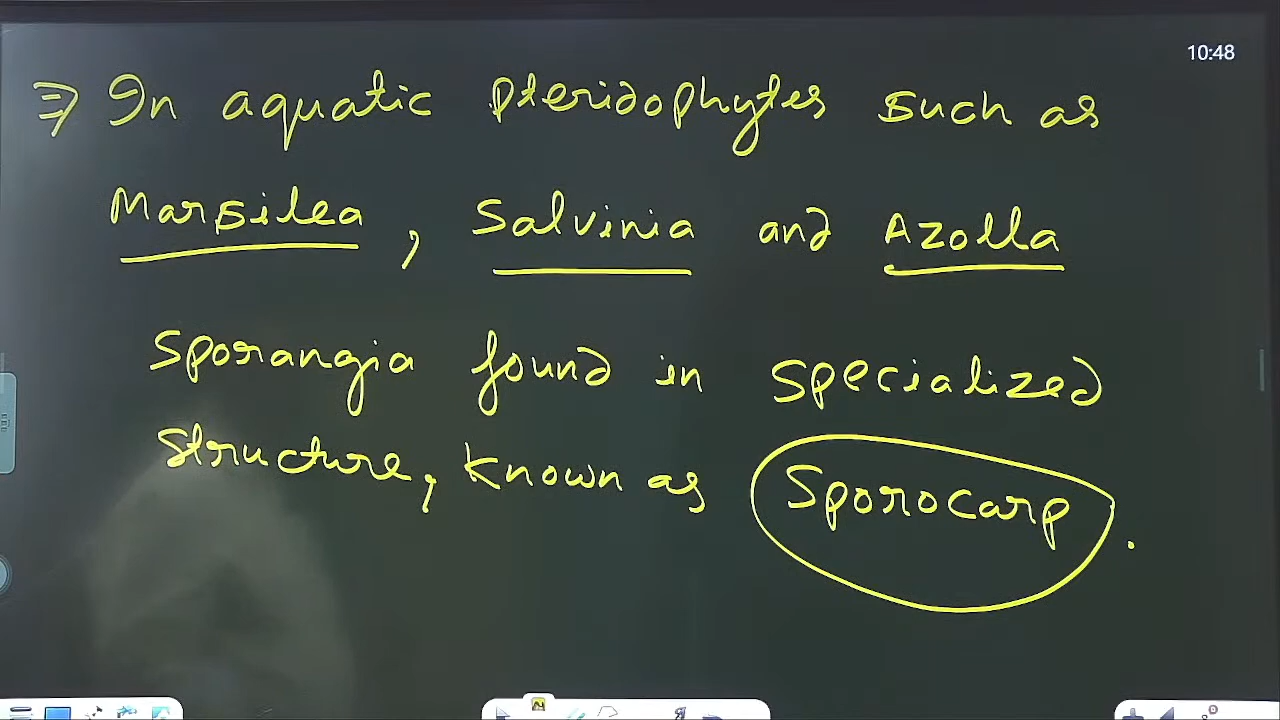 10:48
⇒ In aquatic pteridophytes such as
Marsilea, Salvinia and Azolla
Sporangia found in specialized
structure, known as Sporocarp.